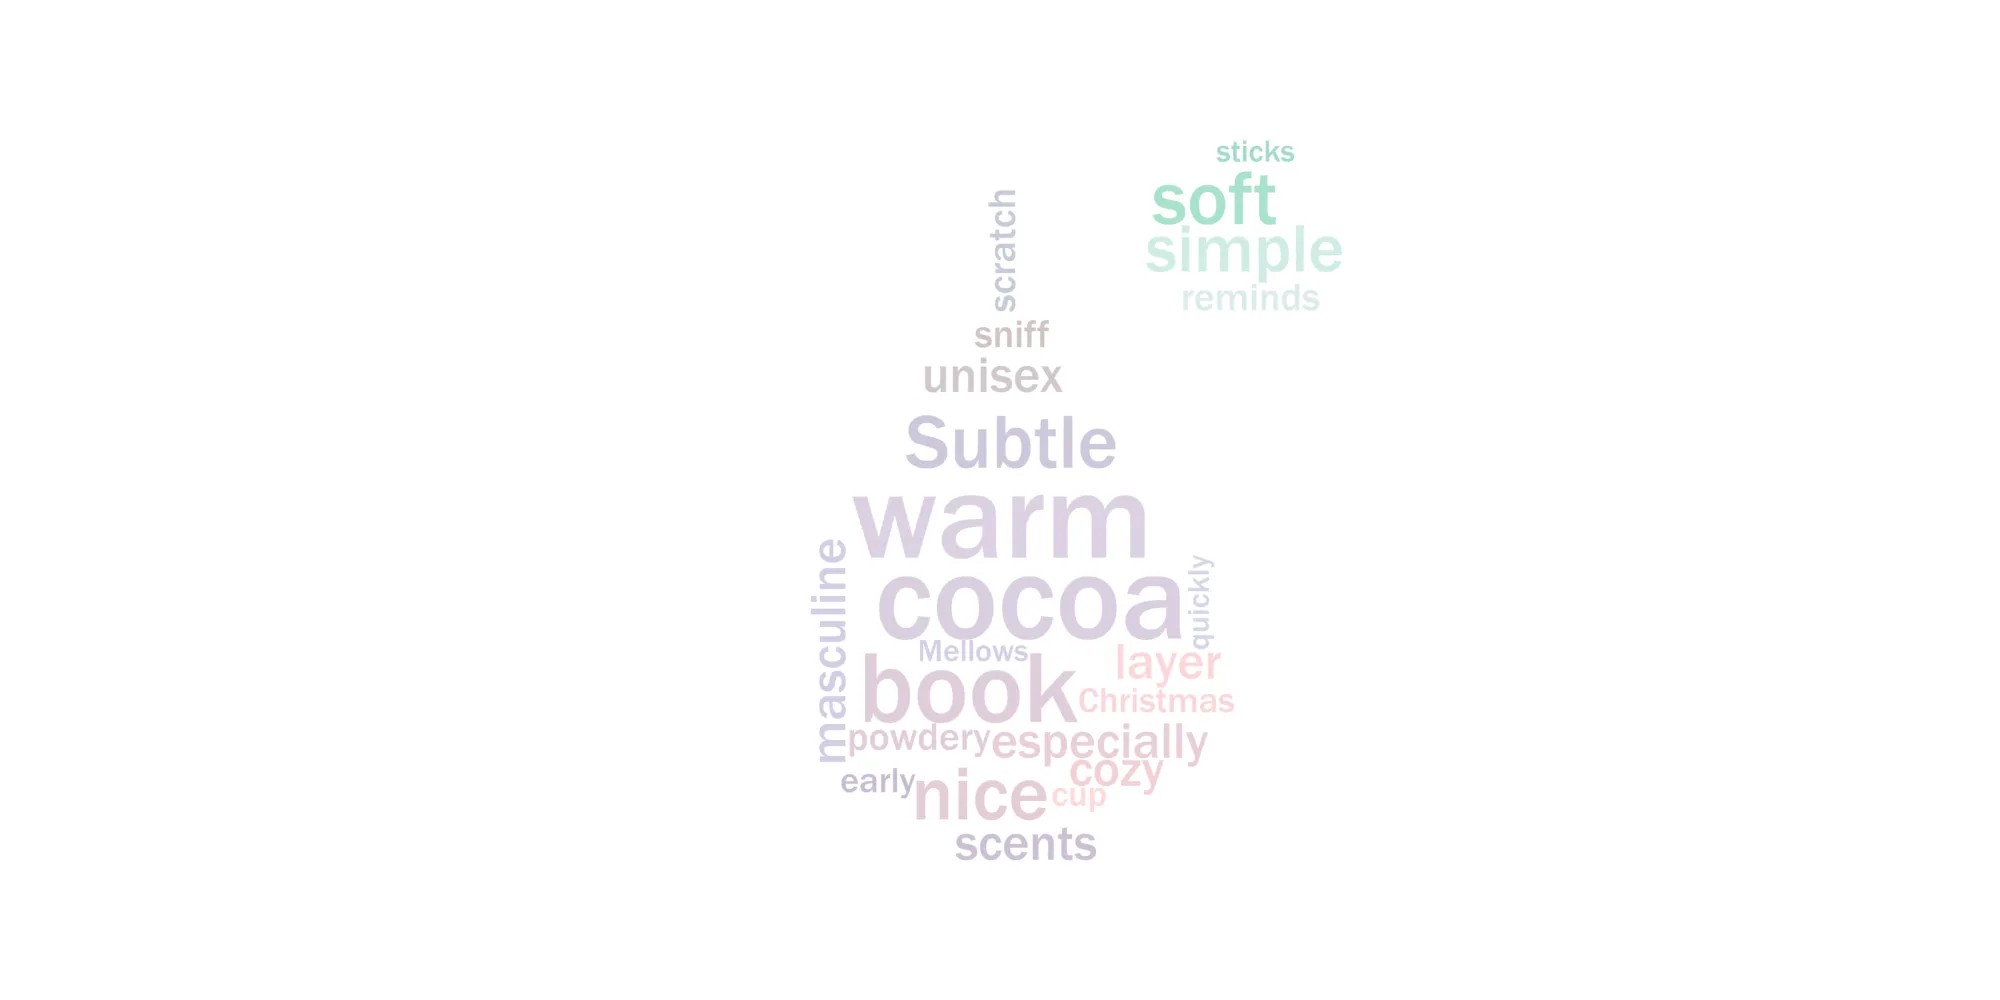 sticks
soft
simple
reminds
scratch
sniff
unisex
Subtle
warm
masculine
cocoa
quickly
Mellows
layer
book
Christmas
powdery
especially
cozy
early
nice
cup
scents